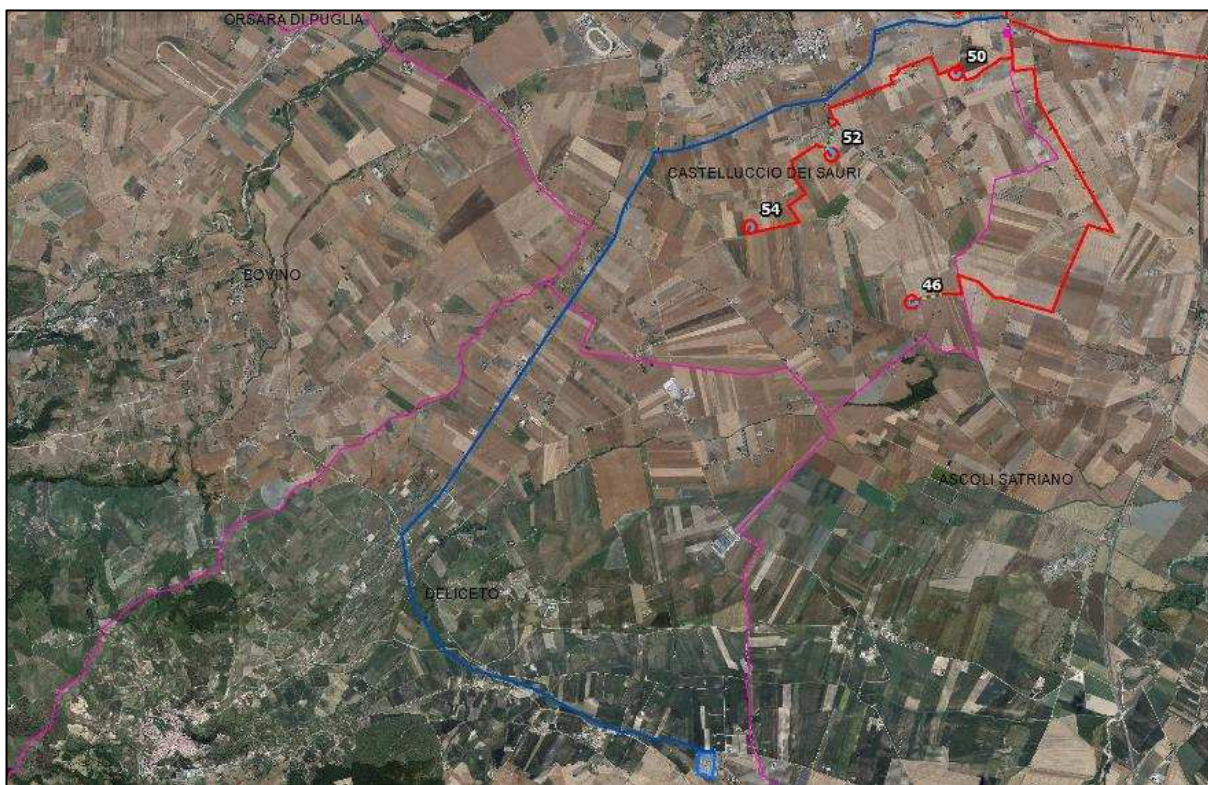 ORSARA DI PUGLIA
50
52
CASTELLUCCIO DEI SAURI
54
BOVINO
46
ASCOLI SATRIANO
DELICETO